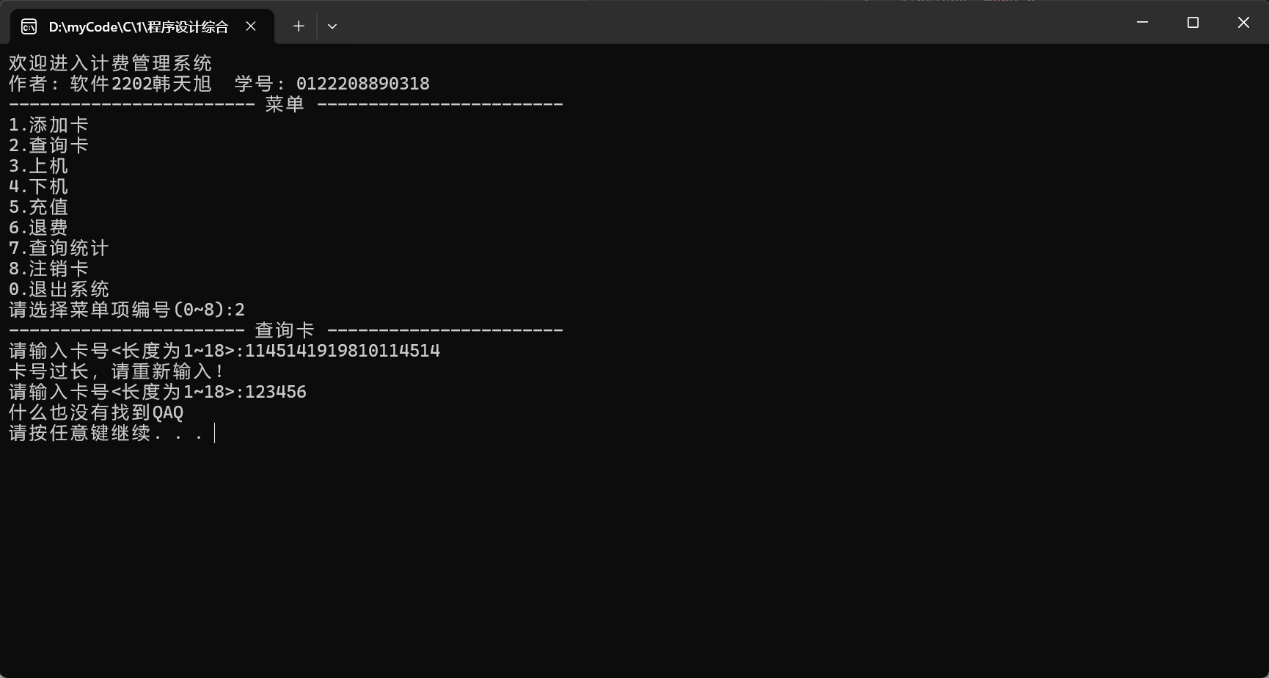 D:\myCode\C\1\程序设计综合
欢迎进入计费管理系统
作者: 软件2202韩天旭  学号: 0122208890318
------------------------ 菜单 ------------------------
1.添加卡
2.查询卡
3.上机
4.下机
5.充值
6.退费
7.查询统计
8.注销卡
0.退出系统
请选择菜单项编号(0~8):2
----------------------- 查询卡 -----------------------
请输入卡号<长度为1~18>:1145141919810114514
卡号过长, 请重新输入!
请输入卡号<长度为1~18>:123456
什么也没有找到QAQ
请按任意键继续. . .